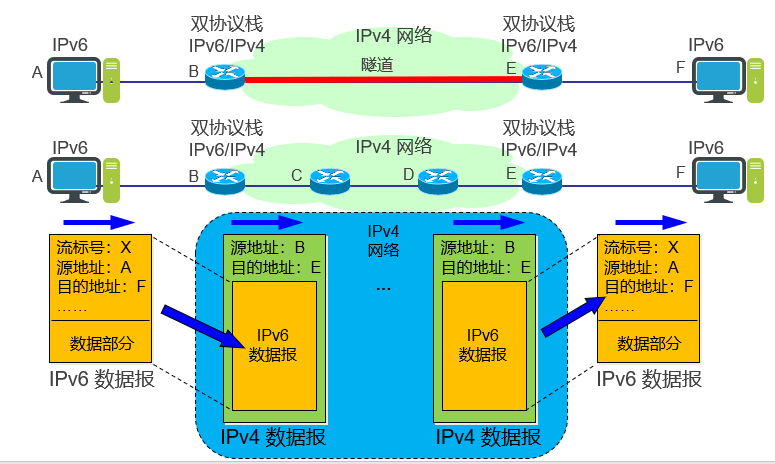 IPv6
双协议栈
IPv6/IPv4
IPv4 网络
双协议栈
IPv6/IPv4
IPv6
A
B
隧道
E
F
IPv6
双协议栈
IPv6/IPv4
IPv4 网络
双协议栈
IPv6/IPv4
IPv6
A
B
C
D
E
F
流标号：X
源地址：A
目的地址：F
……
数据部分
IPv6 数据报
源地址：B
目的地址：E
IPv6
数据报
IPv4 数据报
IPv4
网络
…
源地址：B
目的地址：E
IPv6
数据报
IPv4 数据报
流标号：X
源地址：A
目的地址：F
……
数据部分
IPv6 数据报